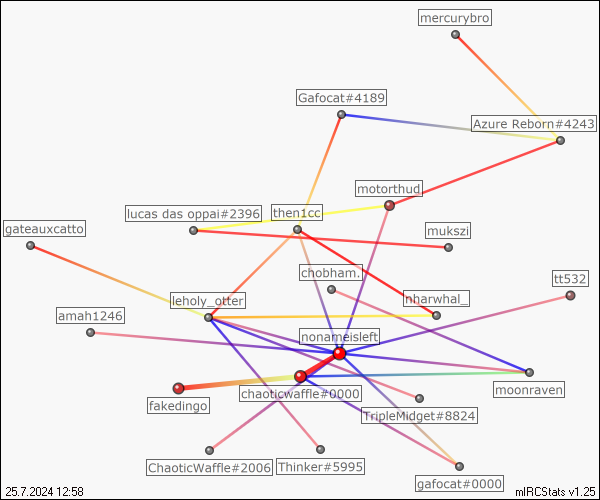 mercurybro
Gafocat#4189
Azure Reborn#4243
motorthud
lucas das oppai#2396
then1cc
gateauxcatto
mukszi
chobham.
tt532
leholy_otter
nharwhal_
amah1246
nonameisleft
chaoticwaffle#0000
moonraven
fakedingo
TripleMidget#8824
ChaoticWaffle#2006
Thinker#5995
gafocat#0000
25.7.2024 12:58
mIRCStats v1.25